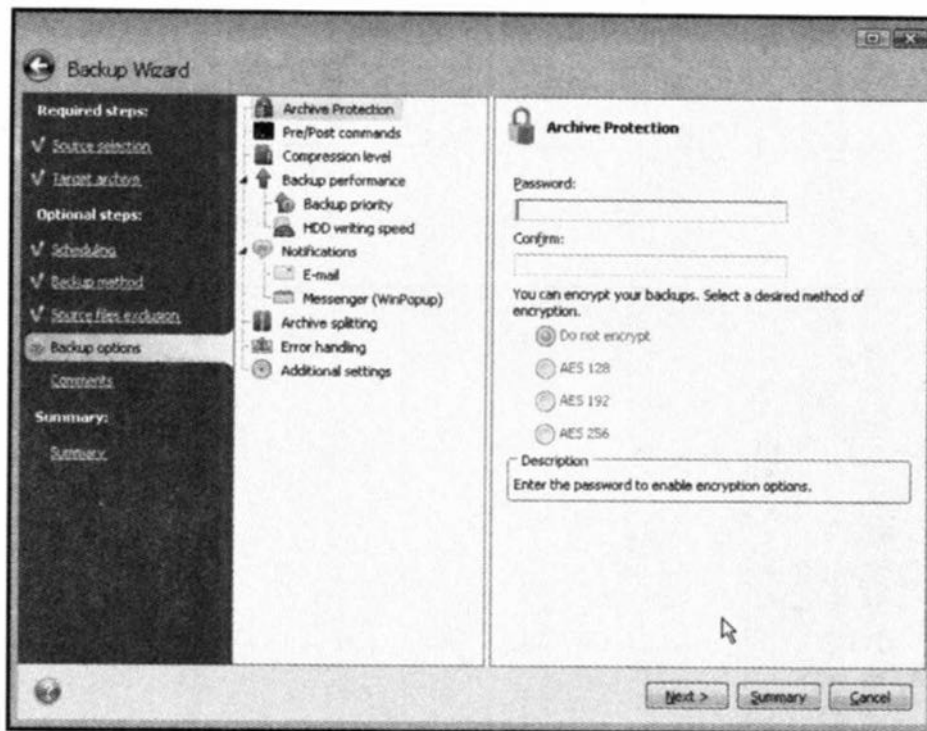 Backup Wizard
Required steps:
Source selection
Target archive
Optional steps:
Scheduling
Backup method
Source files exclusion
Backup options
Comments
Summary:
Summary
Archive Protection
Pre/Post commands
Compression level
Backup performance
Backup priority
HDD writing speed
Notifications
E-mail
Messenger (WinPopup)
Archive splitting
Error handling
Additional settings
Archive Protection
Password:
Confirm:
You can encrypt your backups. Select a desired method of
encryption.
Do not encrypt
AES 128
AES 192
AES 256
Description
Enter the password to enable encryption options.
Next >
Summary
Cancel